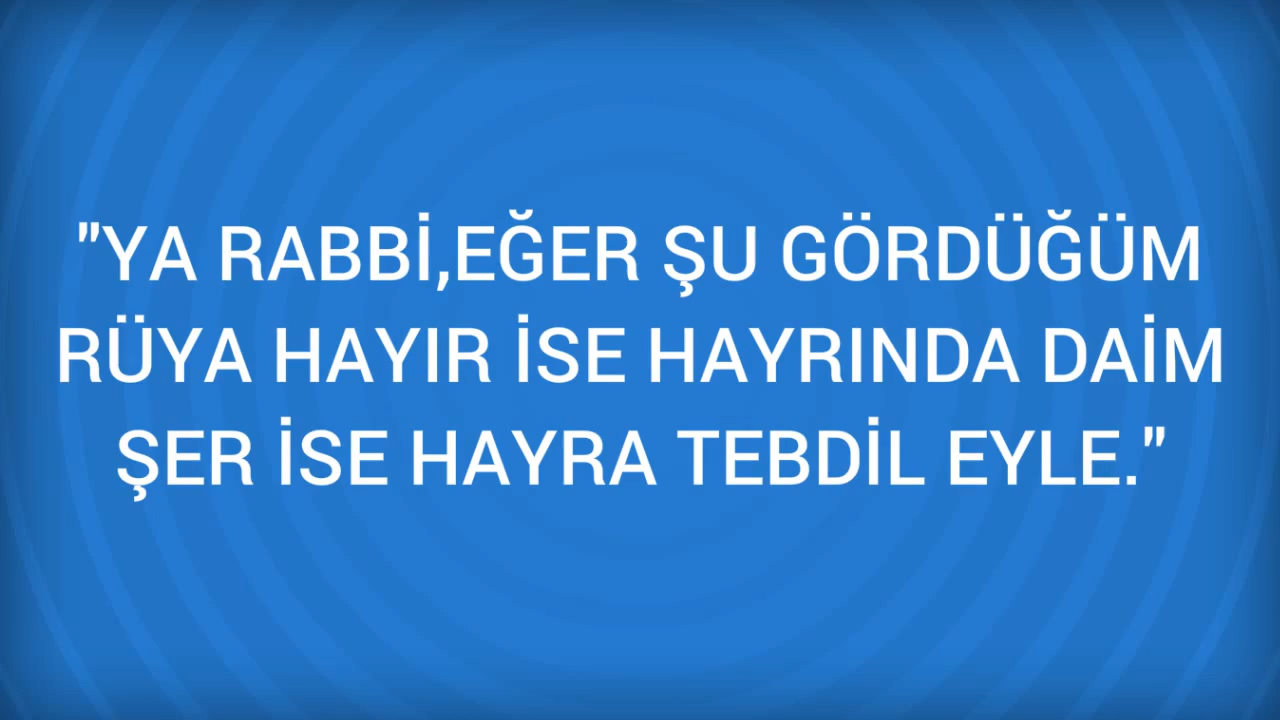 "YA RABBİ,EĞER ŞU GÖRDÜĞÜM
RÜYA HAYIR İSE HAYRINDA DAİM
ŞER İSE HAYRA TEBDİL EYLE."